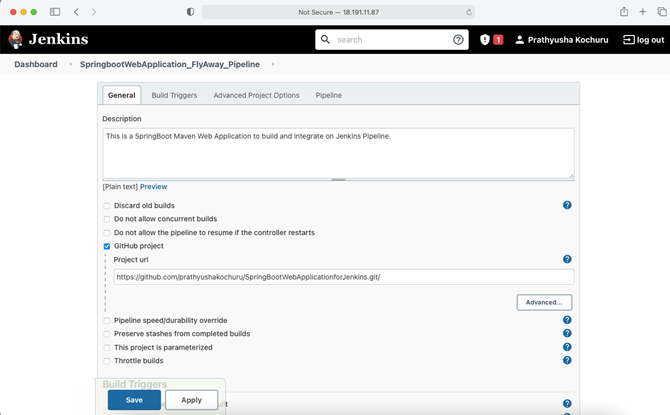 Not Secure — 18.191.11.87
Jenkins
search
1
Prathyusha Kochuru
log out
Dashboard
SpringbootWebApplication_FlyAway_Pipeline
General
Build Triggers
Advanced Project Options
Pipeline
Description
This is a SpringBoot Maven Web Application to build and integrate on Jenkins Pipeline.
[Plain text] Preview
Discard old builds
?
Do not allow concurrent builds
Do not allow the pipeline to resume if the controller restarts
?
GitHub project
Project url
?
https://github.com/prathyushakochuru/SpringBootWebApplicationforJenkins.git/
Advanced...
Pipeline speed/durability override
?
Preserve stashes from completed builds
?
This project is parameterized
?
Throttle builds
?
Build Triggers
Save
Apply
?